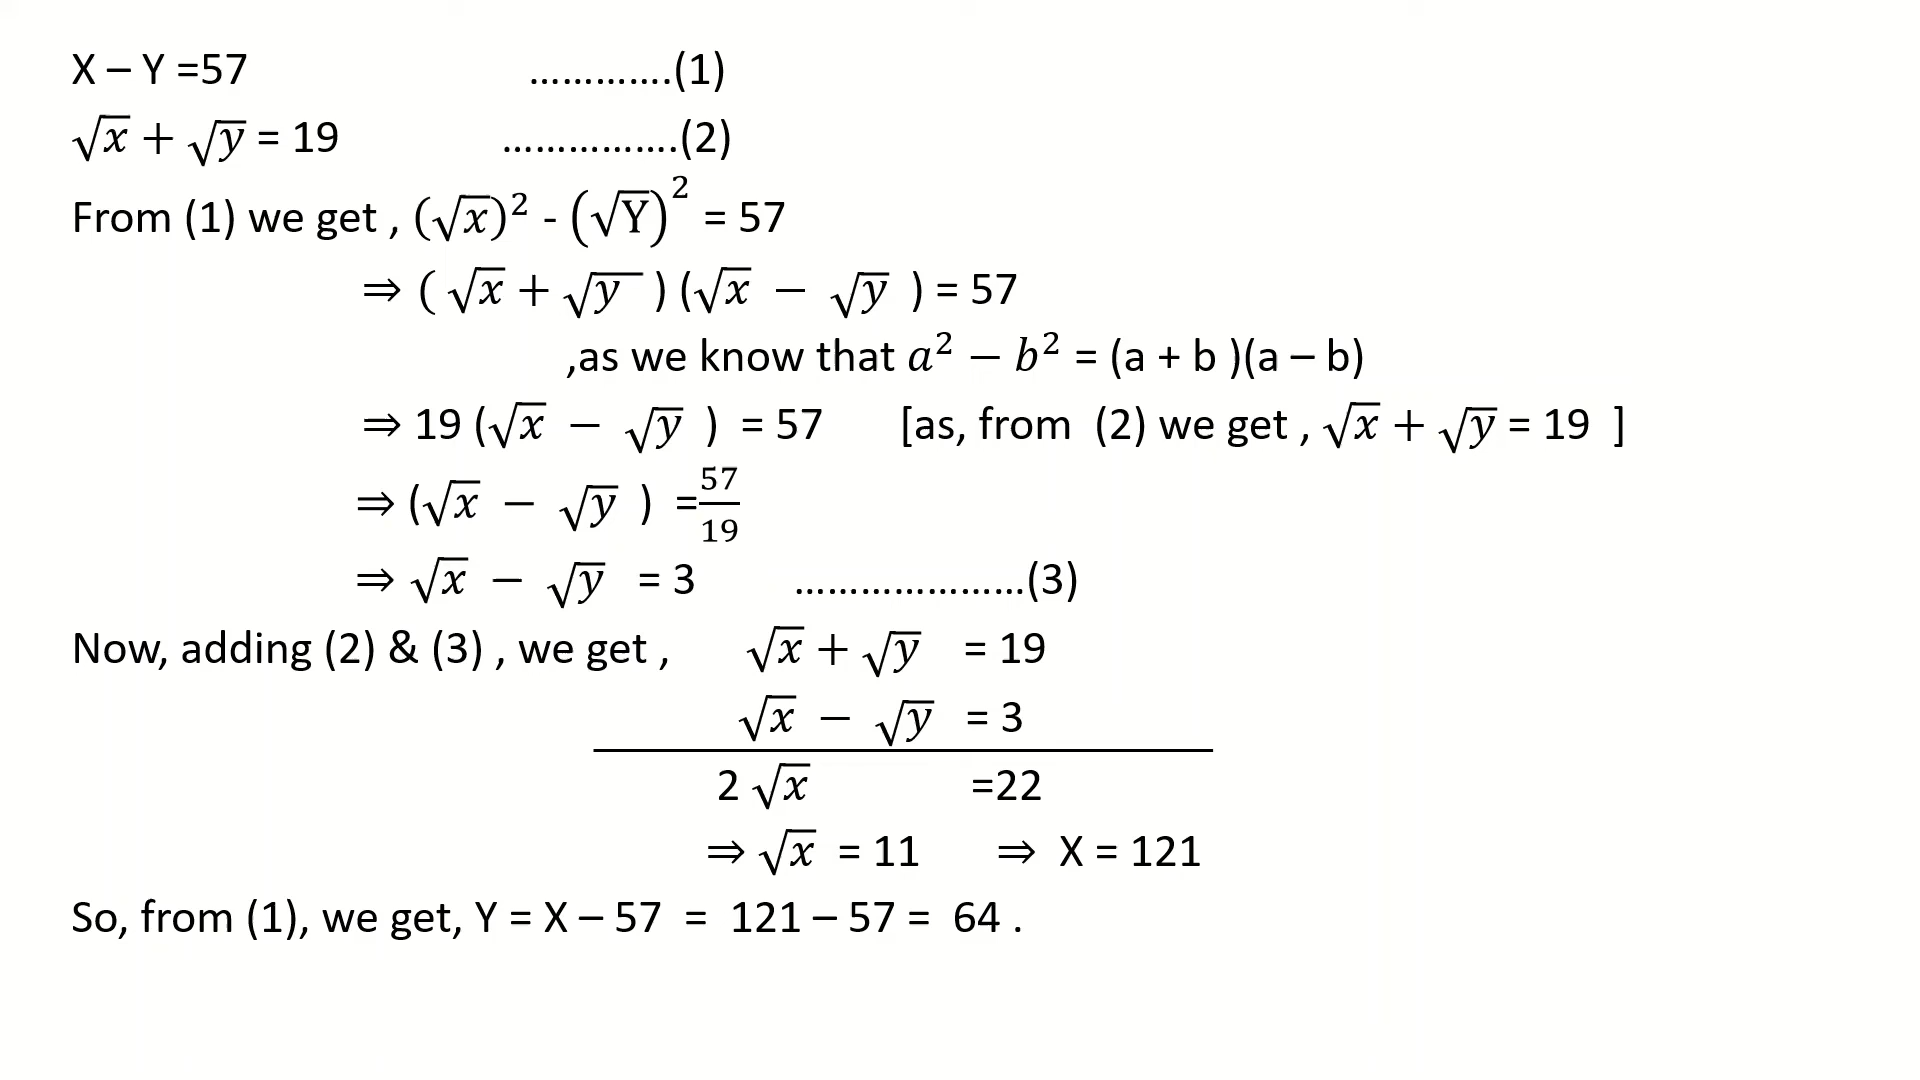 X – Y =57 ………….(1)
√x + √y = 19 …………….(2)
From (1) we get , (√x)² - (√Y)² = 57
⇒ ( √x + √y ) (√x − √y ) = 57
,as we know that a² − b² = (a + b )(a – b)
⇒ 19 (√x − √y ) = 57 [as, from (2) we get , √x + √y = 19 ]
⇒ (√x − √y ) =57/19
⇒ √x − √y = 3 …………………(3)
Now, adding (2) & (3) , we get , √x + √y = 19
√x − √y = 3
2 √x =22
⇒ √x = 11 ⇒ X = 121
So, from (1), we get, Y = X – 57 = 121 – 57 = 64 .